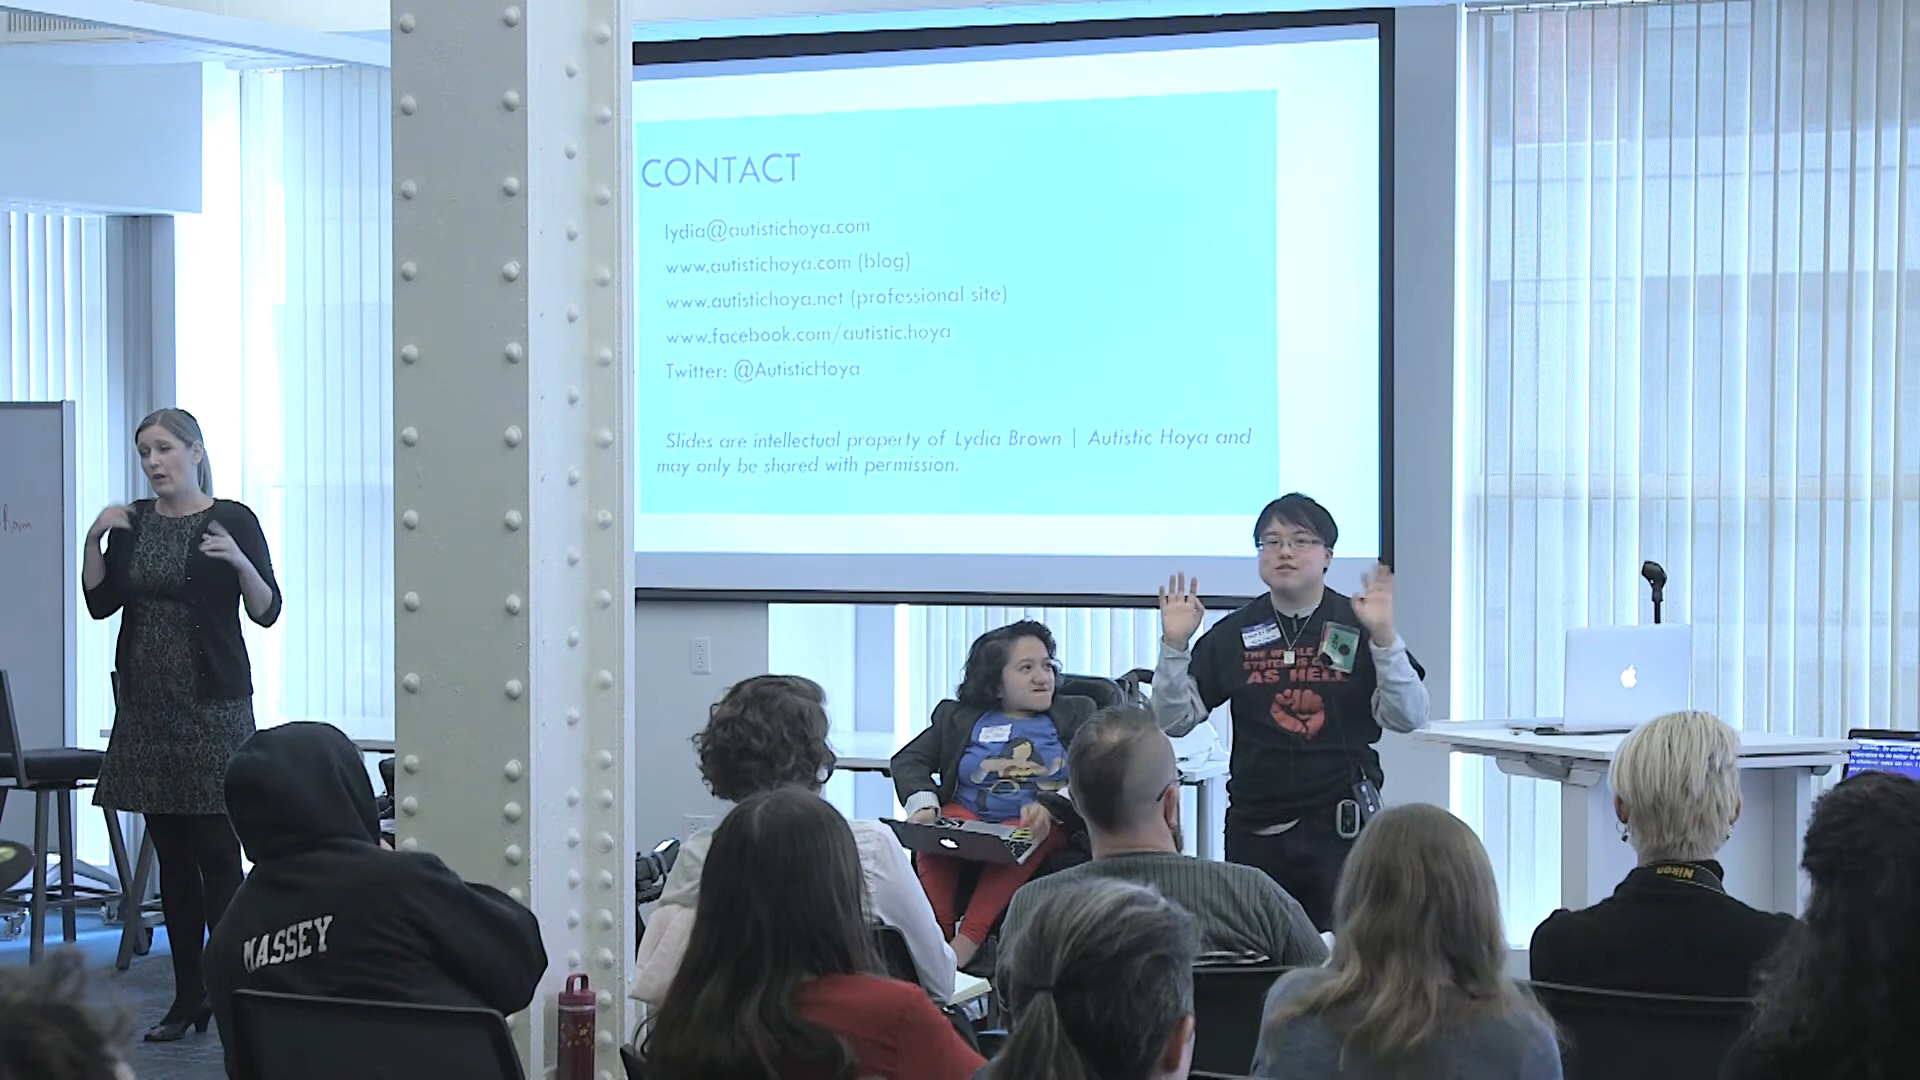 CONTACT
lydia@autistichoya.com
www.autistichoya.com (blog)
www.autistichoya.net (professional site)
www.facebook.com/autistic.hoya
Twitter: @AutisticHoya
Slides are intellectual property of Lydia Brown | Autistic Hoya and
may only be shared with permission.
THE WHOLE
AS HELL
MASSEY
Nikon